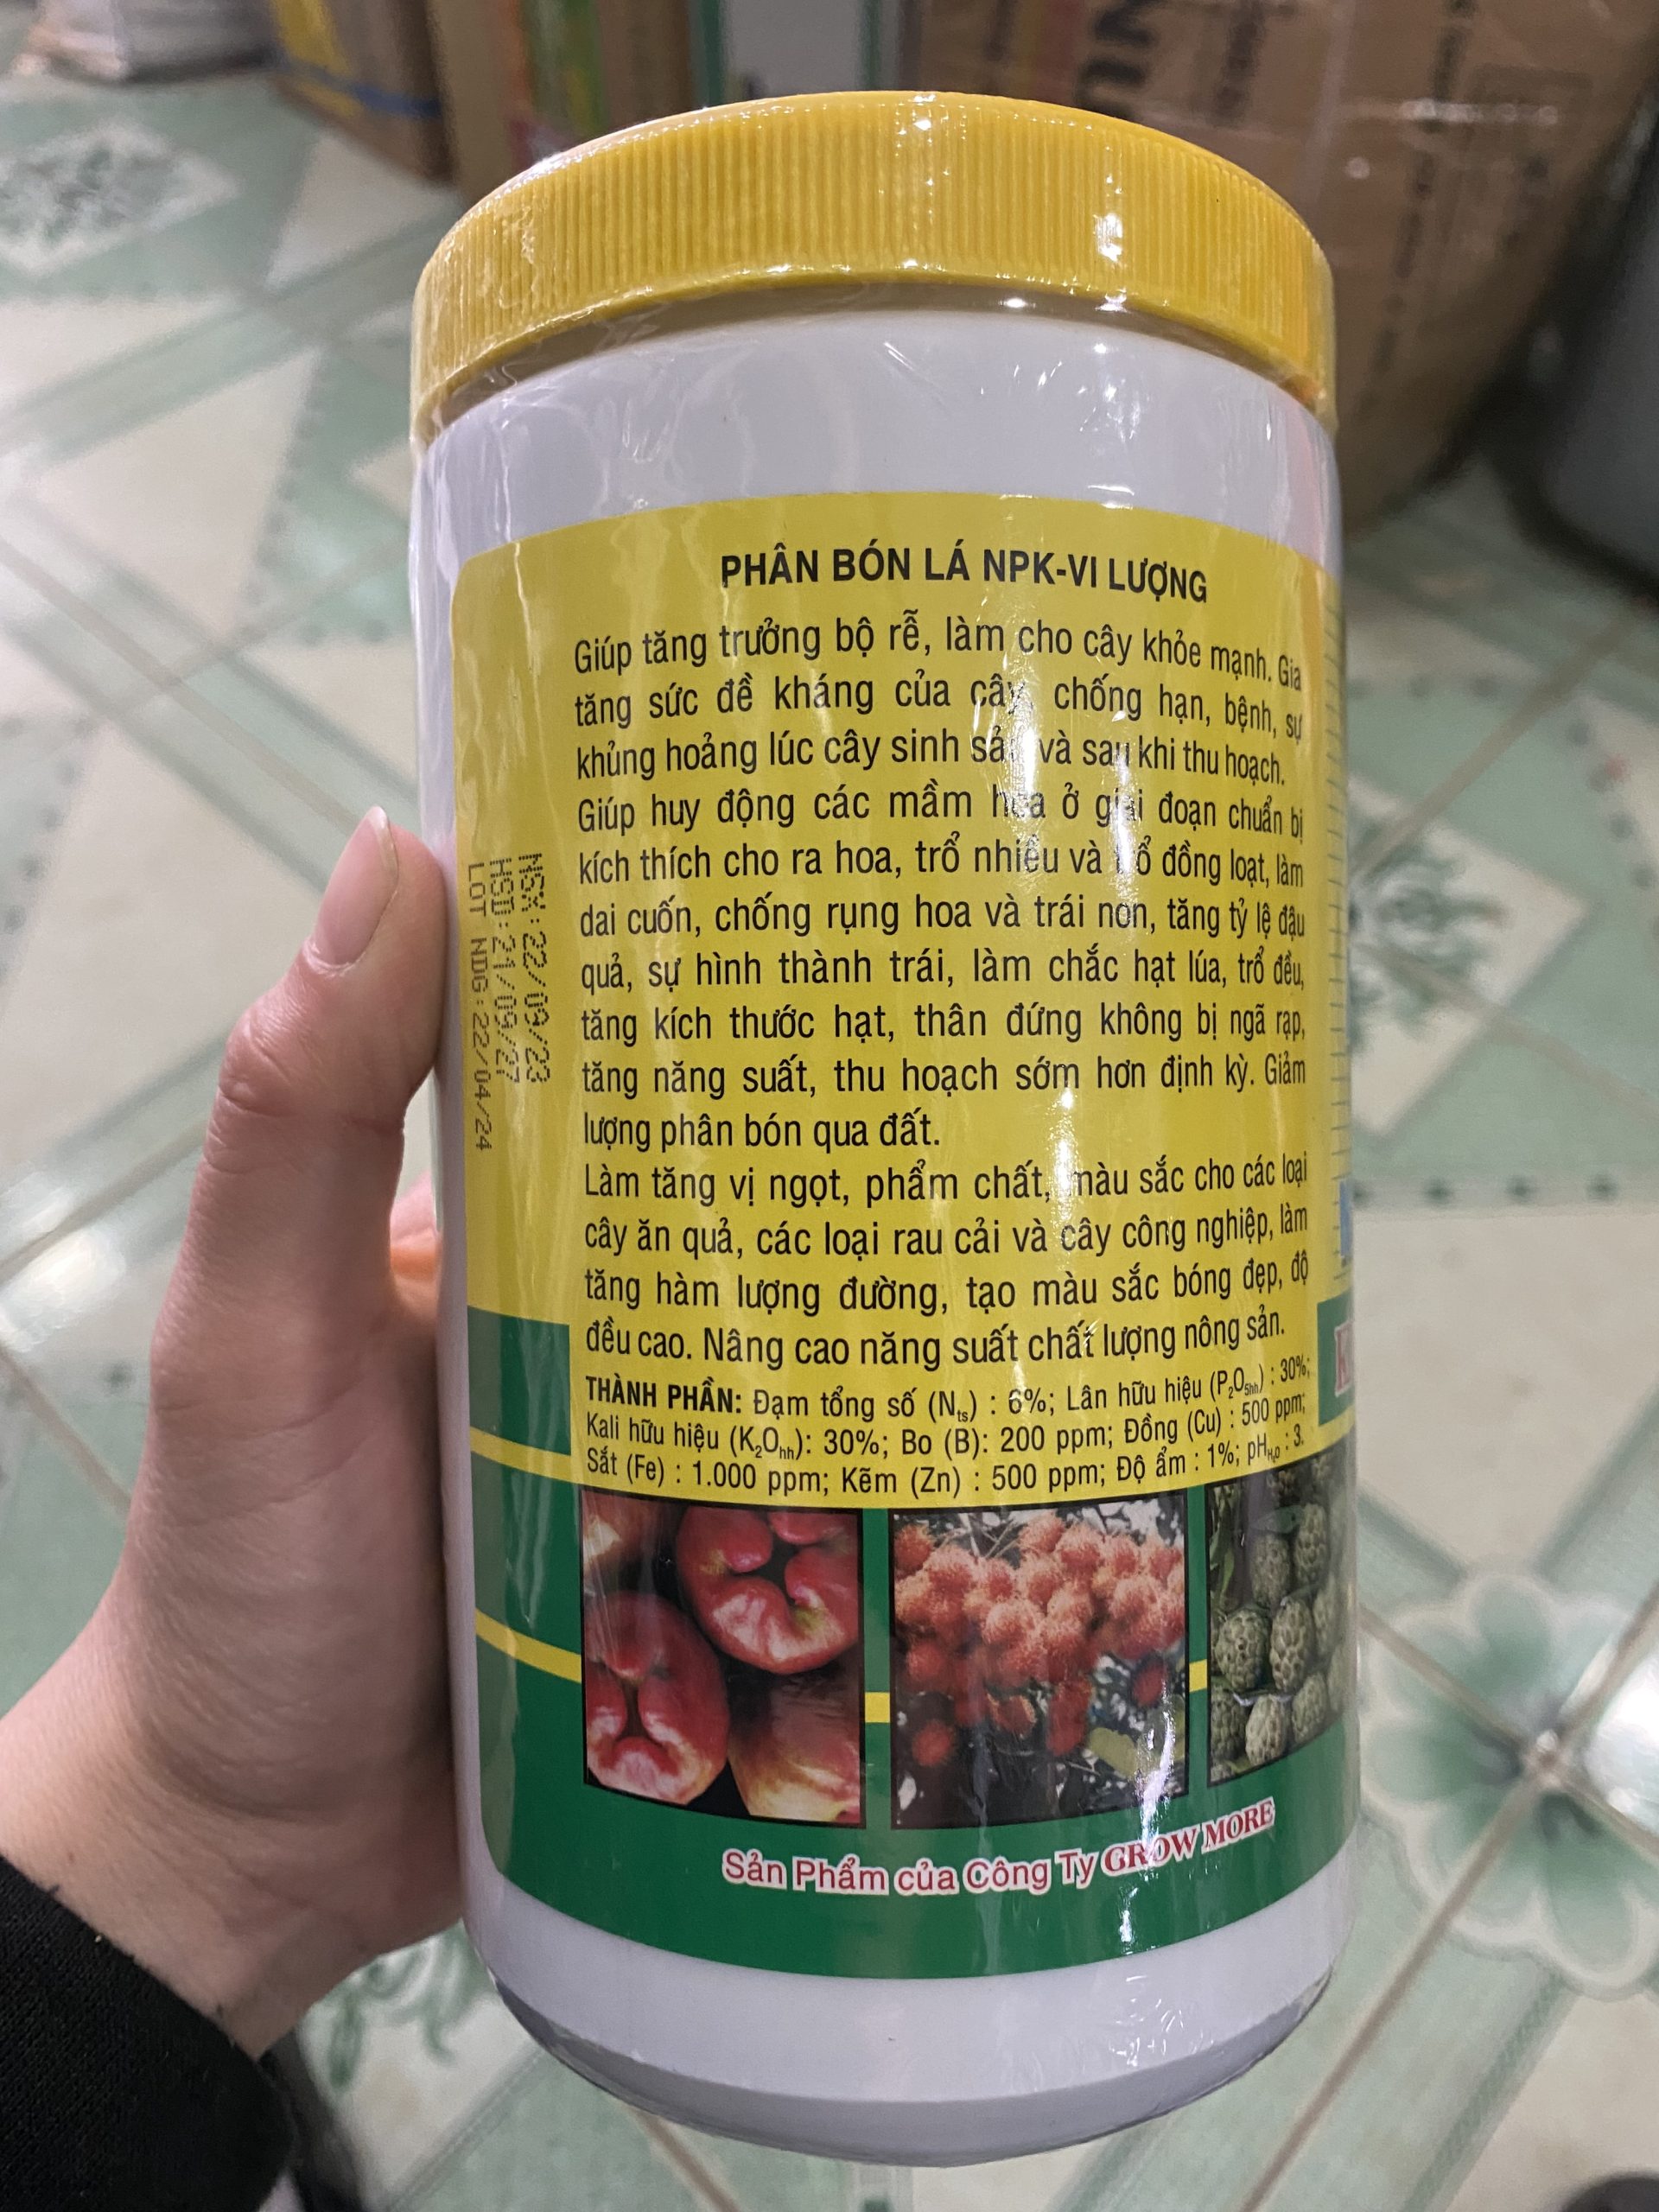 PHÂN BÓN LÁ NPK-VI LƯỢNG
Giúp tăng trưởng bộ rễ, làm cho cây khỏe mạnh. Gia
tăng sức đề kháng của cây, chống hạn, bệnh, sự
khủng hoảng lúc cây sinh sản và sau khi thu hoạch.
Giúp huy động các mầm hoa ở giai đoạn chuẩn bị
kích thích cho ra hoa, trổ nhiều và trổ đồng loạt, làm
dai cuốn, chống rụng hoa và trái non, tăng tỷ lệ đậu
quả, sự hình thành trái, làm chắc hạt lúa, trổ đều,
tăng kích thước hạt, thân đứng không bị ngã rạp,
tăng năng suất, thu hoạch sớm hơn định kỳ. Giảm
lượng phân bón qua đất.
Làm tăng vị ngọt, phẩm chất, màu sắc cho các loại
cây ăn quả, các loại rau cải và cây công nghiệp, làm
tăng hàm lượng đường, tạo màu sắc bóng đẹp, độ
đều cao. Nâng cao năng suất chất lượng nông sản.
THÀNH PHẦN: Đạm tổng số (Nts) : 6%; Lân hữu hiệu (P2O5hh) : 30%;
Kali hữu hiệu (K2Ohh): 30%; Bo (B): 200 ppm; Đồng (Cu) : 500 ppm;
Sắt (Fe) : 1.000 ppm; Kẽm (Zn) : 500 ppm; Độ ẩm : 1%; pHH2O : 3.
Sản Phẩm của Công Ty GROW MORE
NSX:22/09/23
HSD:21/09/27
LOT NDG:22/04/24